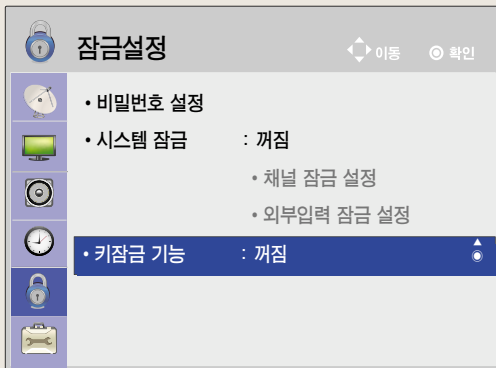 잠금설정 이동 확인
• 비밀번호 설정
• 시스템 잠금 : 꺼짐
• 채널 잠금 설정
• 외부입력 잠금 설정
• 키잠금 기능 : 꺼짐